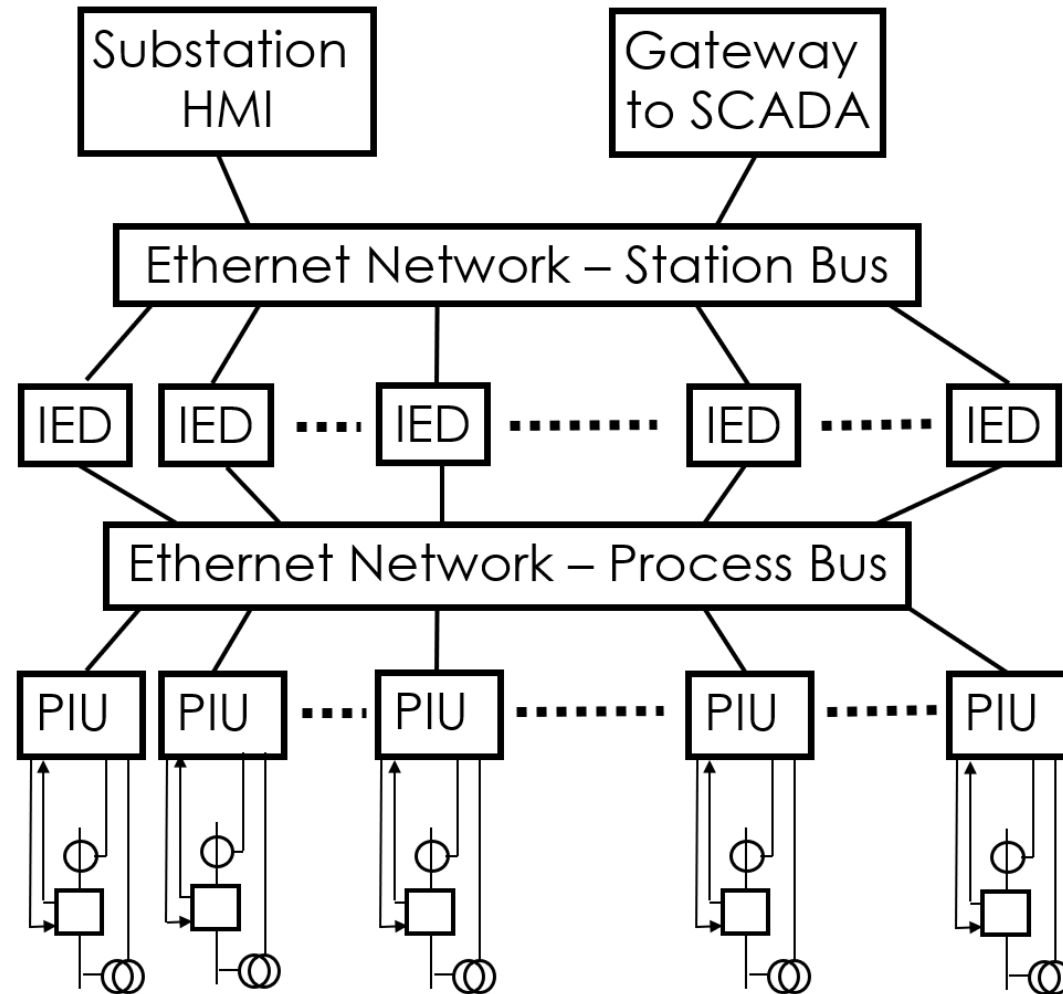 Substation
HMI
Gateway
to SCADA
Ethernet Network – Station Bus
IED
IED
IED
IED
IED
Ethernet Network – Process Bus
PIU
PIU
PIU
PIU
PIU